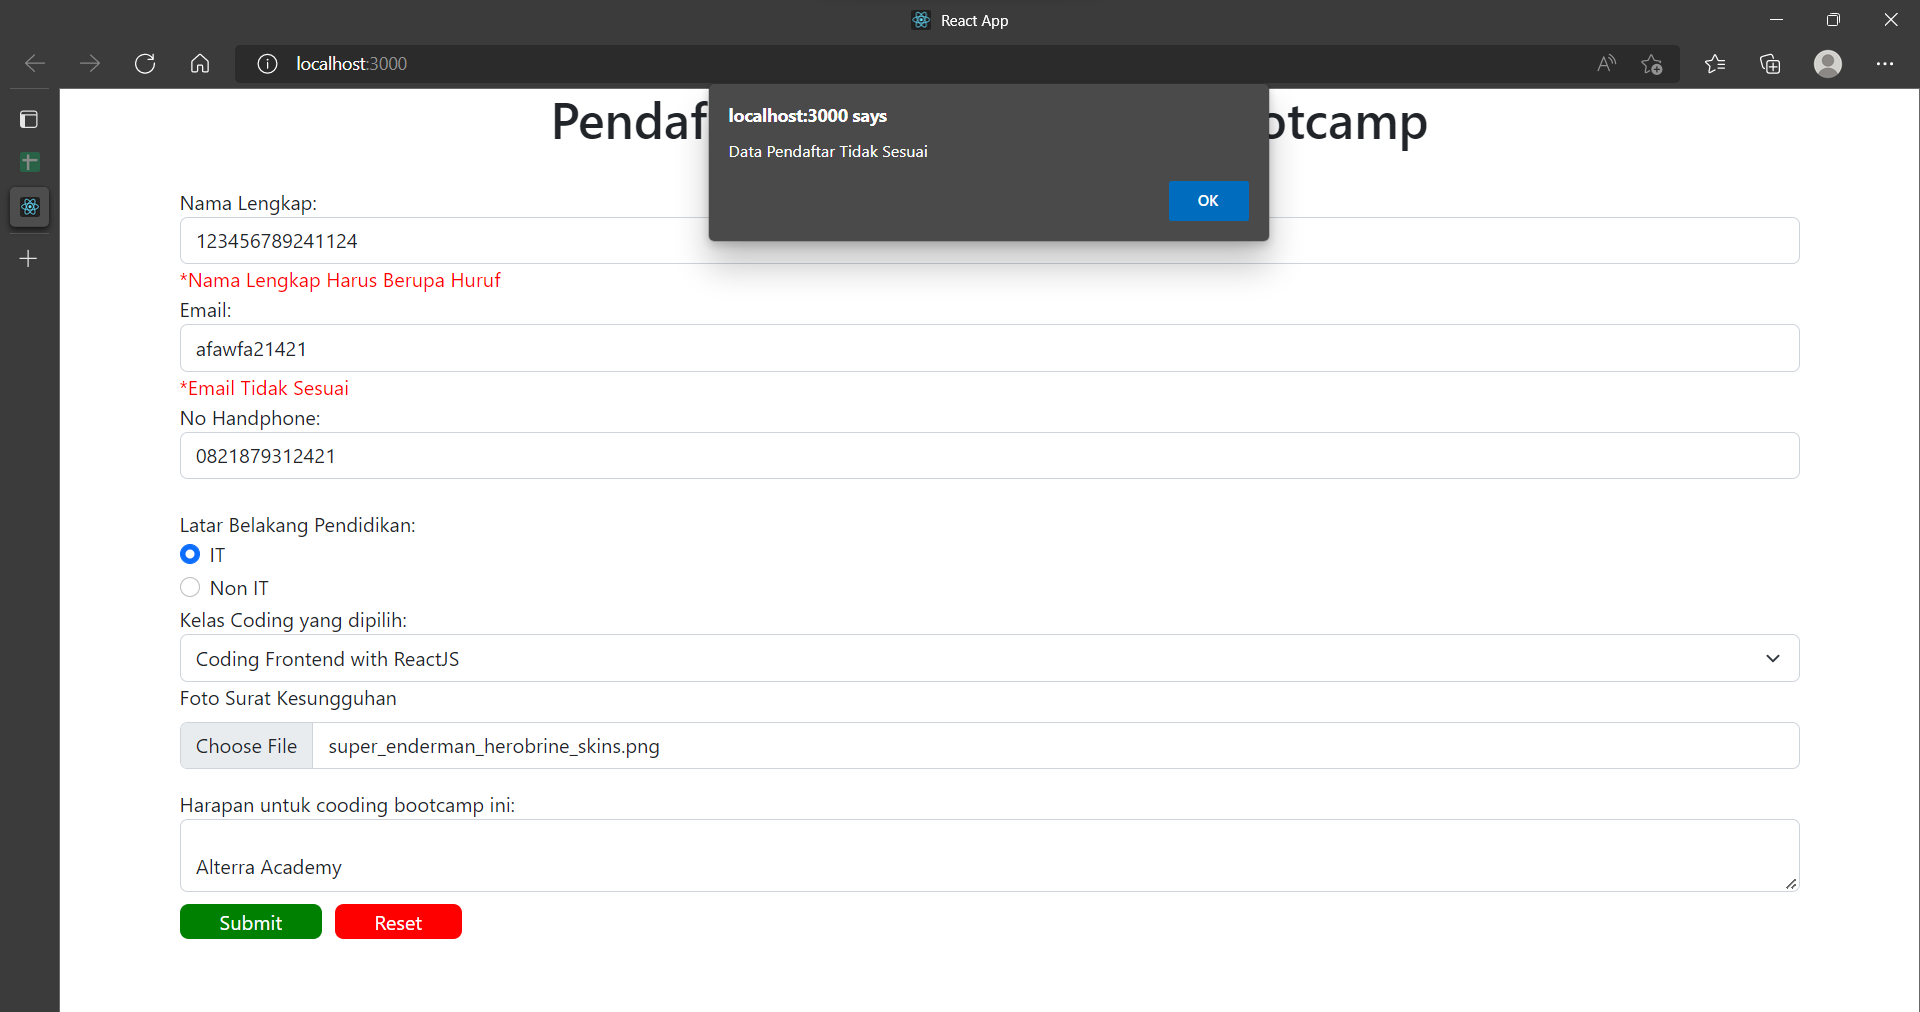 React App
localhost:3000
localhost:3000 says
Data Pendaftar Tidak Sesuai
OK
Nama Lengkap:
123456789241124
*Nama Lengkap Harus Berupa Huruf
Email:
afawfa21421
*Email Tidak Sesuai
No Handphone:
0821879312421
Latar Belakang Pendidikan:
IT
Non IT
Kelas Coding yang dipilih:
Coding Frontend with ReactJS
Foto Surat Kesungguhan
Choose File super_enderman_herobrine_skins.png
Harapan untuk cooding bootcamp ini:
Alterra Academy
Submit Reset